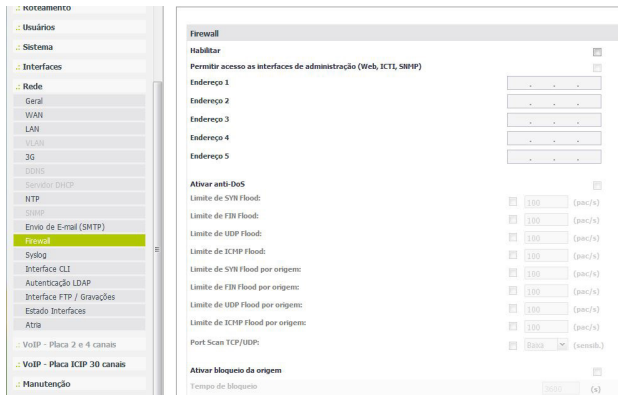 .: Roteamento
.: Usuários
.: Sistema
.: Interfaces
.: Rede
Geral
WAN
LAN
VLAN
3G
DDNS
Servidor DHCP
NTP
SNMP
Envio de E-mail (SMTP)
Firewall
Syslog
Interface CLI
Autenticação LDAP
Interface FTP / Gravações
Estado Interfaces
Atria
.: VoIP - Placa 2 e 4 canais
.: VoIP - Placa ICIP 30 canais
.: Manutenção
Firewall
Habilitar
Permitir acesso as interfaces de administração (Web, ICTI, SNMP)
Endereço 1 . . .
Endereço 2 . . .
Endereço 3 . . .
Endereço 4 . . .
Endereço 5 . . .
Ativar anti-DoS
Limite de SYN Flood: 100 (pac/s)
Limite de FIN Flood: 100 (pac/s)
Limite de UDP Flood: 100 (pac/s)
Limite de ICMP Flood: 100 (pac/s)
Limite de SYN Flood por origem: 100 (pac/s)
Limite de FIN Flood por origem: 100 (pac/s)
Limite de UDP Flood por origem: 100 (pac/s)
Limite de ICMP Flood por origem: 100 (pac/s)
Port Scan TCP/UDP: Baixa (sensib.)
Ativar bloqueio da origem
Tempo de bloqueio 3600 (s)